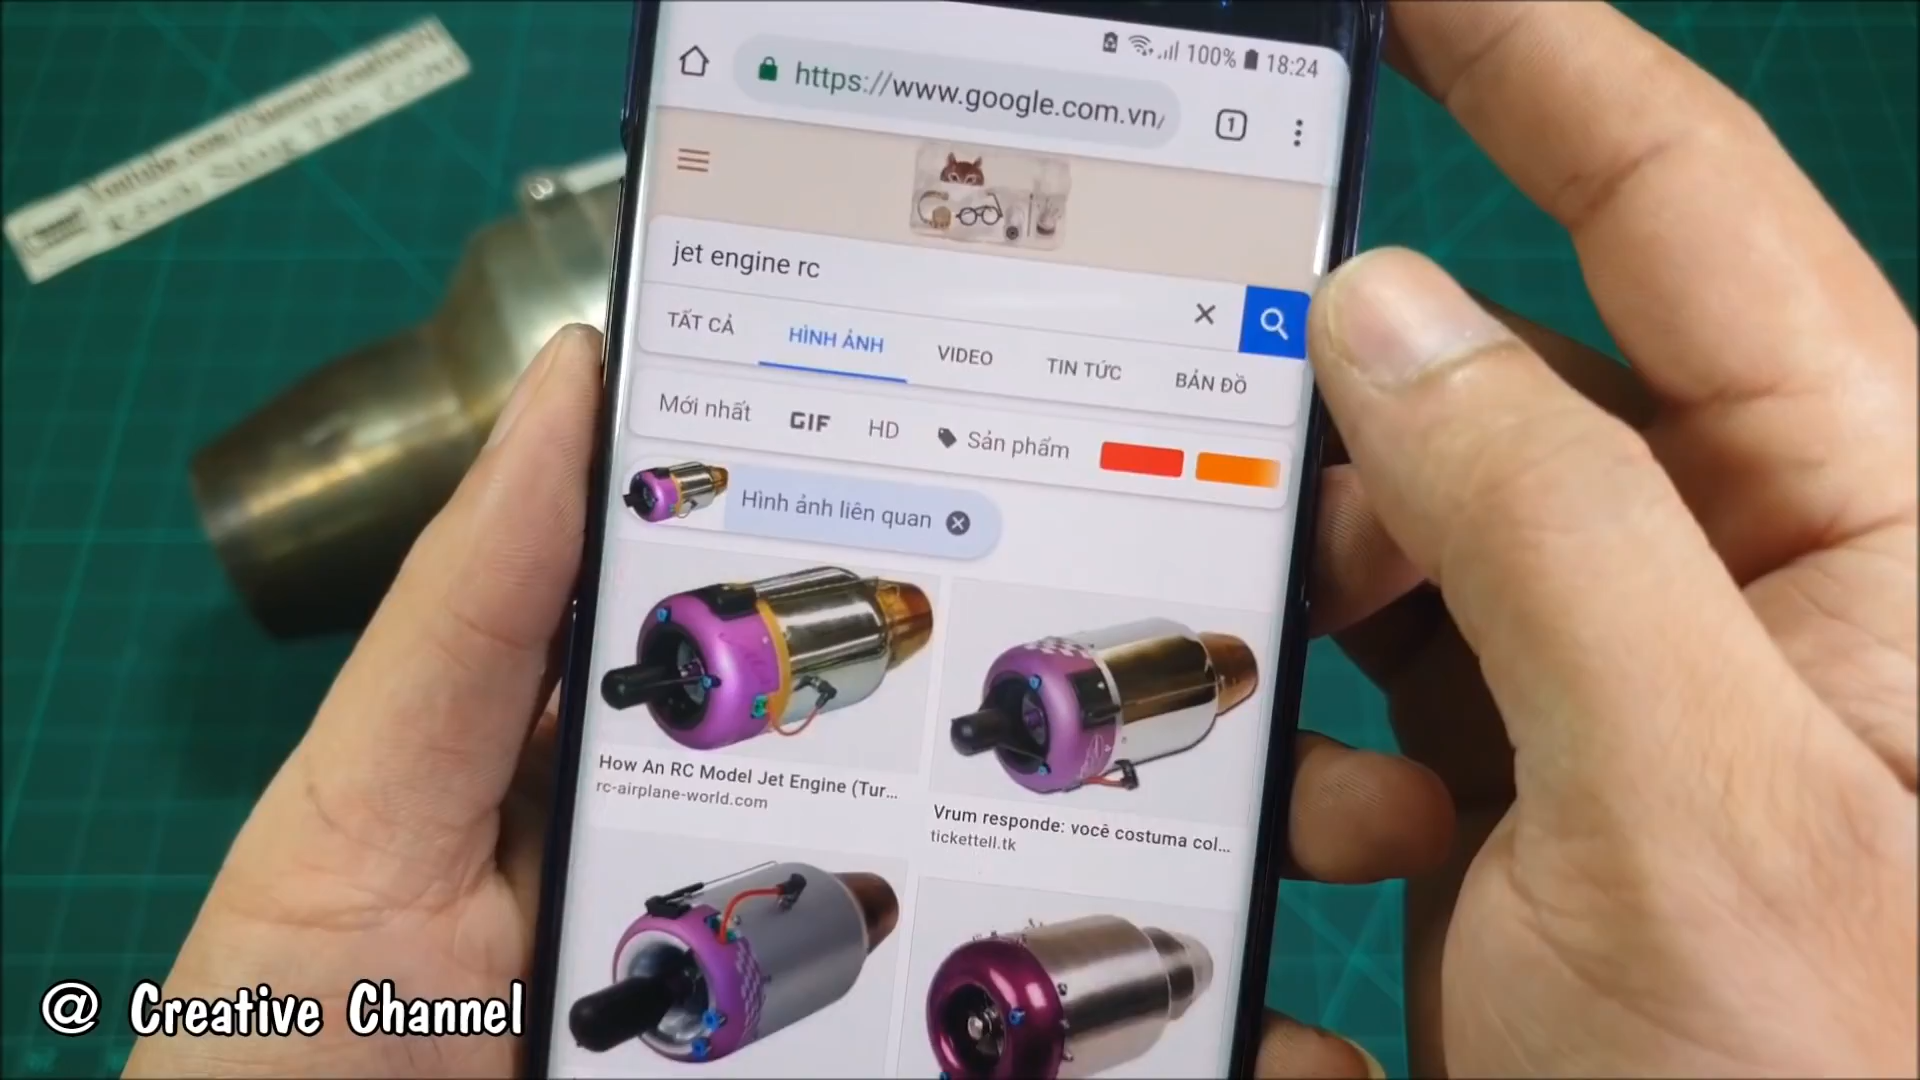 100% 18:24
https://www.google.com.vn/
1
jet engine rc
TẤT CẢ HÌNH ẢNH VIDEO TIN TỨC BẢN ĐỒ
Mới nhất GIF HD Sản phẩm
Hình ảnh liên quan
How An RC Model Jet Engine (Tur...
rc-airplane-world.com
Vrum responde: você costuma col...
tickettell.tk
@ Creative Channel